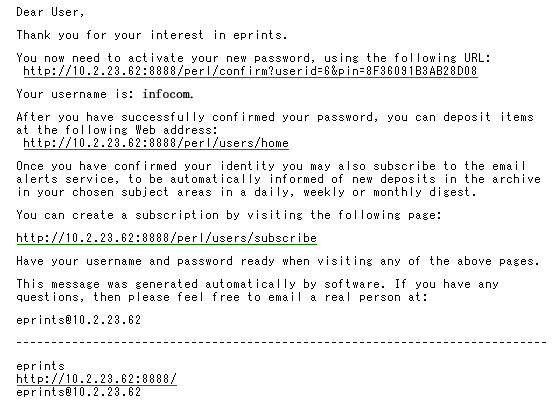 Dear User,
Thank you for your interest in eprints.
You now need to activate your new password, using the following URL:
http://10.2.23.62:8888/perl/confirm?userid=6&pin=8F36091B3AB28D08
Your username is: infocom.
After you have successfully confirmed your password, you can deposit items
at the following Web address:
http://10.2.23.62:8888/perl/users/home
Once you have confirmed your identity you may also subscribe to the email
alerts service, to be automatically informed of new deposits in the archive
in your chosen subject areas in a daily, weekly or monthly digest.
You can create a subscription by visiting the following page:
http://10.2.23.62:8888/perl/users/subscribe
Have your username and password ready when visiting any of the above pages.
This message was generated automatically by software. If you have any
questions, then please feel free to email a real person at:
eprints@10.2.23.62
--------------------------------------------------------------------------
eprints
http://10.2.23.62:8888/
eprints@10.2.23.62